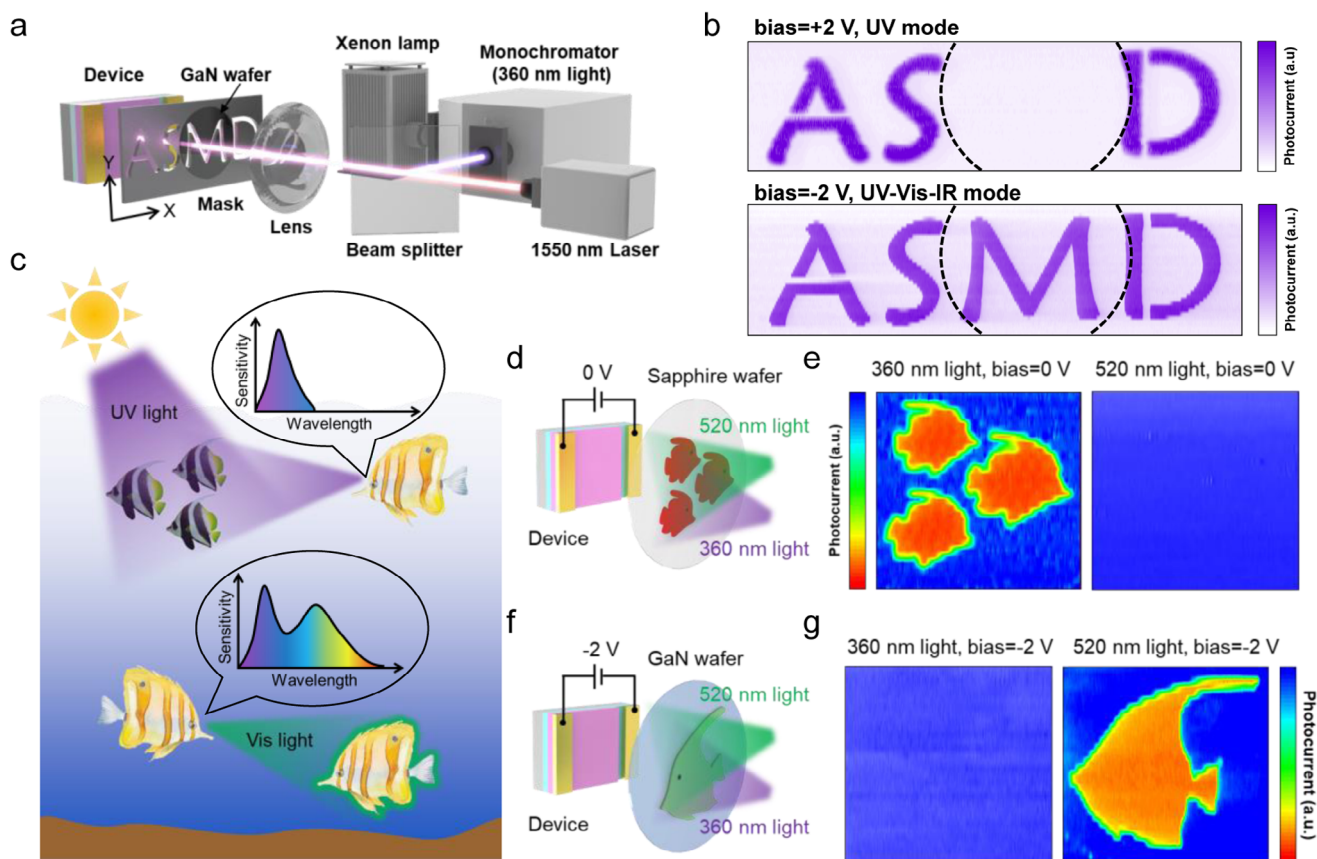 a
Xenon lamp
Monochromator
(360 nm light)
Device
GaN wafer
ASMD
Y
X
Mask
Lens
Beam splitter
1550 nm Laser
b
bias=+2 V, UV mode
AS D
Photocurrent (a.u)
bias=-2 V, UV-Vis-IR mode
ASMD
Photocurrent (a.u.)
c
Sensitivity
Wavelength
UV light
Sensitivity
Wavelength
Vis light
d
0 V
Sapphire wafer
520 nm light
Device
360 nm light
e
360 nm light, bias=0 V
520 nm light, bias=0 V
Photocurrent (a.u.)
f
-2 V
GaN wafer
520 nm light
Device
360 nm light
g
360 nm light, bias=-2 V
520 nm light, bias=-2 V
Photocurrent (a.u.)